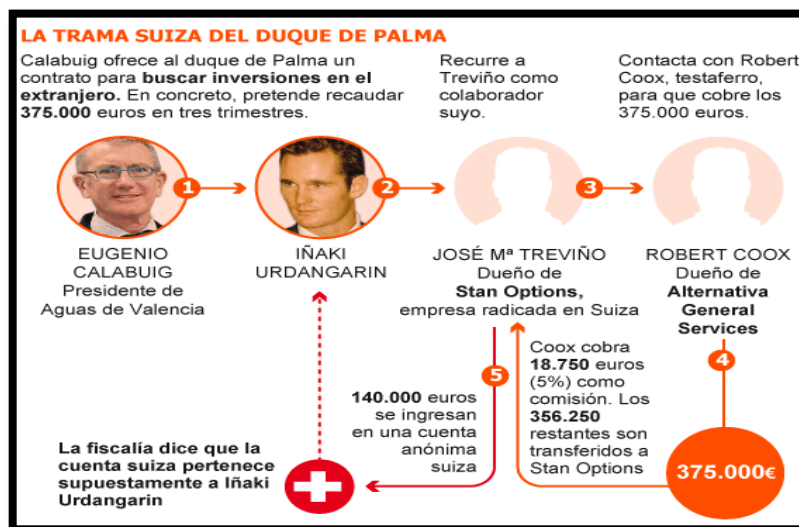 LA TRAMA SUIZA DEL DUQUE DE PALMA
Calabuig ofrece al duque de Palma un
contrato para buscar inversiones en el
extranjero. En concreto, pretende recaudar
375.000 euros en tres trimestres.
Recurre a
Treviño como
colaborador
suyo.
Contacta con Robert
Coox, testaferro,
para que cobre los
375.000 euros.
1
2
3
EUGENIO
CALABUIG
Presidente de
Aguas de Valencia
IÑAKI
URDANGARIN
JOSÉ Mª TREVIÑO
Dueño de
Stan Options,
empresa radicada en Suiza
ROBERT COOX
Dueño de
Alternativa
General
Services
4
Coox cobra
18.750 euros
(5%) como
comisión. Los
356.250
restantes son
transferidos a
Stan Options
5
140.000 euros
se ingresan
en una cuenta
anónima
suiza
375.000€
La fiscalía dice que la
cuenta suiza pertenece
supuestamente a Iñaki
Urdangarin